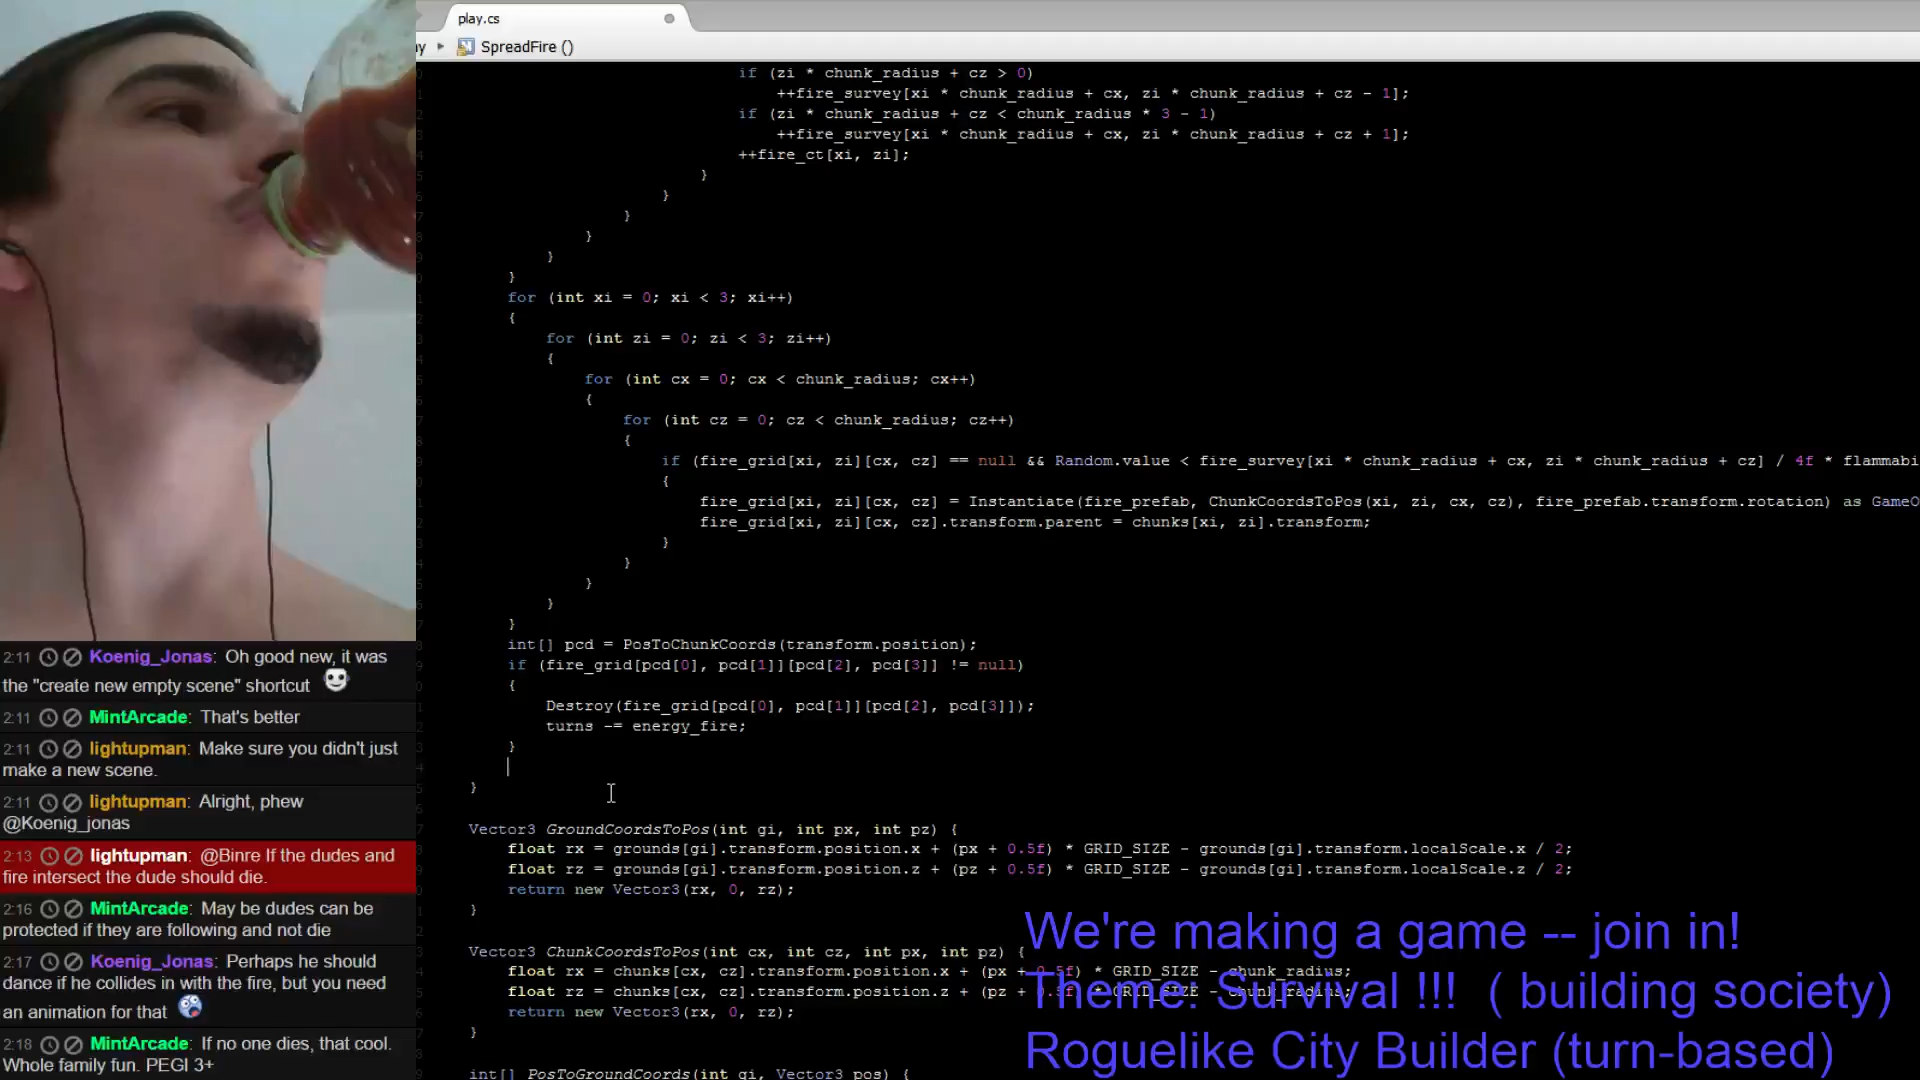 play.cs
SpreadFire ()
if (zi * chunk_radius + cz > 0)
++fire_survey[xi * chunk_radius + cx, zi * chunk_radius + cz - 1];
if (zi * chunk_radius + cz < chunk_radius * 3 - 1)
++fire_survey[xi * chunk_radius + cx, zi * chunk_radius + cz + 1];
++fire_ct[xi, zi];
}
}
}
}
}
}
for (int xi = 0; xi < 3; xi++)
{
for (int zi = 0; zi < 3; zi++)
{
for (int cx = 0; cx < chunk_radius; cx++)
{
for (int cz = 0; cz < chunk_radius; cz++)
{
if (fire_grid[xi, zi][cx, cz] == null && Random.value < fire_survey[xi * chunk_radius + cx, zi * chunk_radius + cz] / 4f * flammabi
{
fire_grid[xi, zi][cx, cz] = Instantiate(fire_prefab, ChunkCoordsToPos(xi, zi, cx, cz), fire_prefab.transform.rotation) as GameO
fire_grid[xi, zi][cx, cz].transform.parent = chunks[xi, zi].transform;
}
}
}
}
}
int[] pcd = PosToChunkCoords(transform.position);
if (fire_grid[pcd[0], pcd[1]][pcd[2], pcd[3]] != null)
{
Destroy(fire_grid[pcd[0], pcd[1]][pcd[2], pcd[3]]);
turns -= energy_fire;
}
}
Vector3 GroundCoordsToPos(int gi, int px, int pz) {
float rx = grounds[gi].transform.position.x + (px + 0.5f) * GRID_SIZE - grounds[gi].transform.localScale.x / 2;
float rz = grounds[gi].transform.position.z + (pz + 0.5f) * GRID_SIZE - grounds[gi].transform.localScale.z / 2;
return new Vector3(rx, 0, rz);
}
Vector3 ChunkCoordsToPos(int cx, int cz, int px, int pz) {
float rx = chunks[cx, cz].transform.position.x + (px + 0.5f) * GRID_SIZE - chunk_radius;
float rz = chunks[cx, cz].transform.position.z + (pz + 0.5f) * GRID_SIZE - chunk_radius;
return new Vector3(rx, 0, rz);
}
int[] PosToGroundCoords(int gi, Vector3 pos) {
2:11 Koenig_Jonas: Oh good new, it was
the "create new empty scene" shortcut
2:11 MintArcade: That's better
2:11 lightupman: Make sure you didn't just
make a new scene.
2:11 lightupman: Alright, phew
@Koenig_jonas
2:13 lightupman: @Binre If the dudes and
fire intersect the dude should die.
2:16 MintArcade: May be dudes can be
protected if they are following and not die
2:17 Koenig_Jonas: Perhaps he should
dance if he collides in with the fire, but you need
an animation for that
2:18 MintArcade: If no one dies, that cool.
Whole family fun. PEGI 3+
We're making a game -- join in!
Theme: Survival !!! ( building society)
Roguelike City Builder (turn-based)